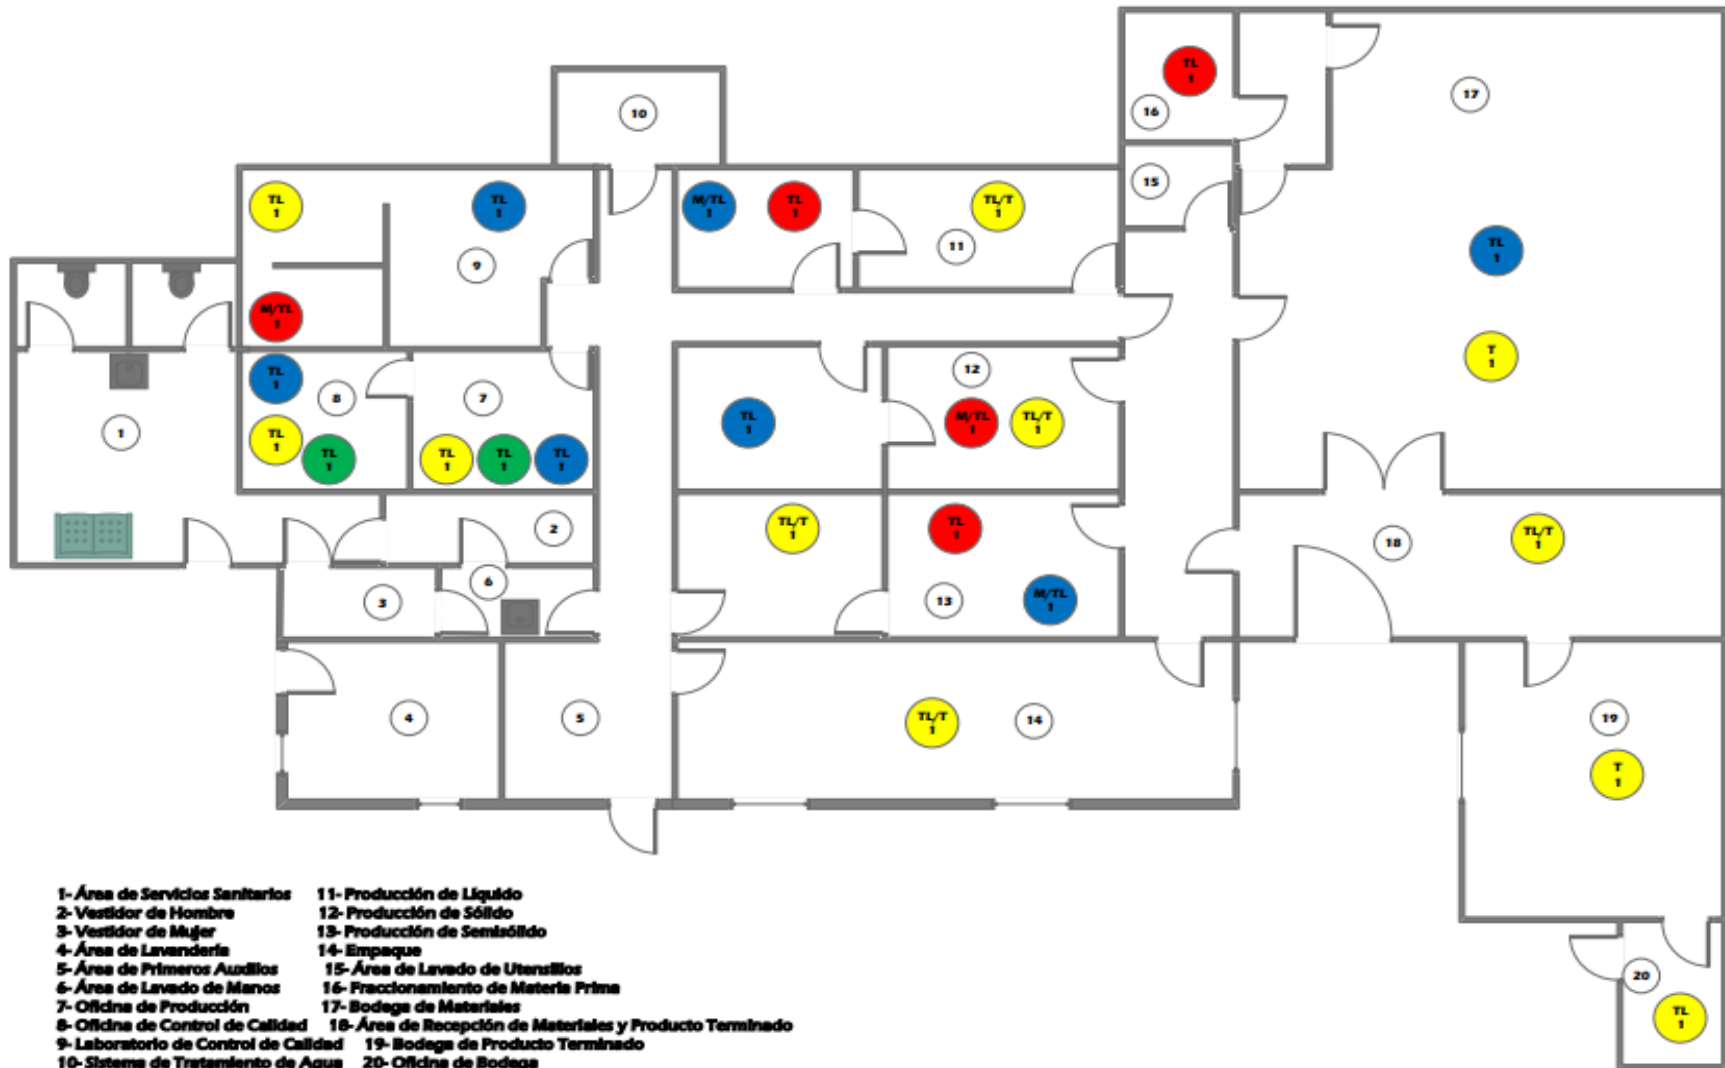 TL
1
16
17
10
TL
1
TL
1
M/TL
1
TL
1
TL/T
1
15
11
9
TL
1
M/TL
1
T
1
TL
1
8
7
12
1
TL
1
M/TL
1
TL/T
1
TL
1
TL
1
TL
1
TL
1
TL
1
2
TL/T
1
TL
1
18
TL/T
1
6
3
13
M/TL
1
4
5
TL/T
1
14
19
T
1
20
TL
1
1- Área de Servicios Sanitarios 11- Producción de Líquido
2- Vestidor de Hombre 12- Producción de Sólido
3- Vestidor de Mujer 13- Producción de Semisólido
4- Área de Lavandería 14- Empaque
5- Área de Primeros Auxilios 15- Área de Lavado de Utensilios
6- Área de Lavado de Manos 16- Fraccionamiento de Materia Prima
7- Oficina de Producción 17- Bodega de Materiales
8- Oficina de Control de Calidad 18- Área de Recepción de Materiales y Producto Terminado
9- Laboratorio de Control de Calidad 19- Bodega de Producto Terminado
10- Sistema de Tratamiento de Agua 20- Oficina de Bodega